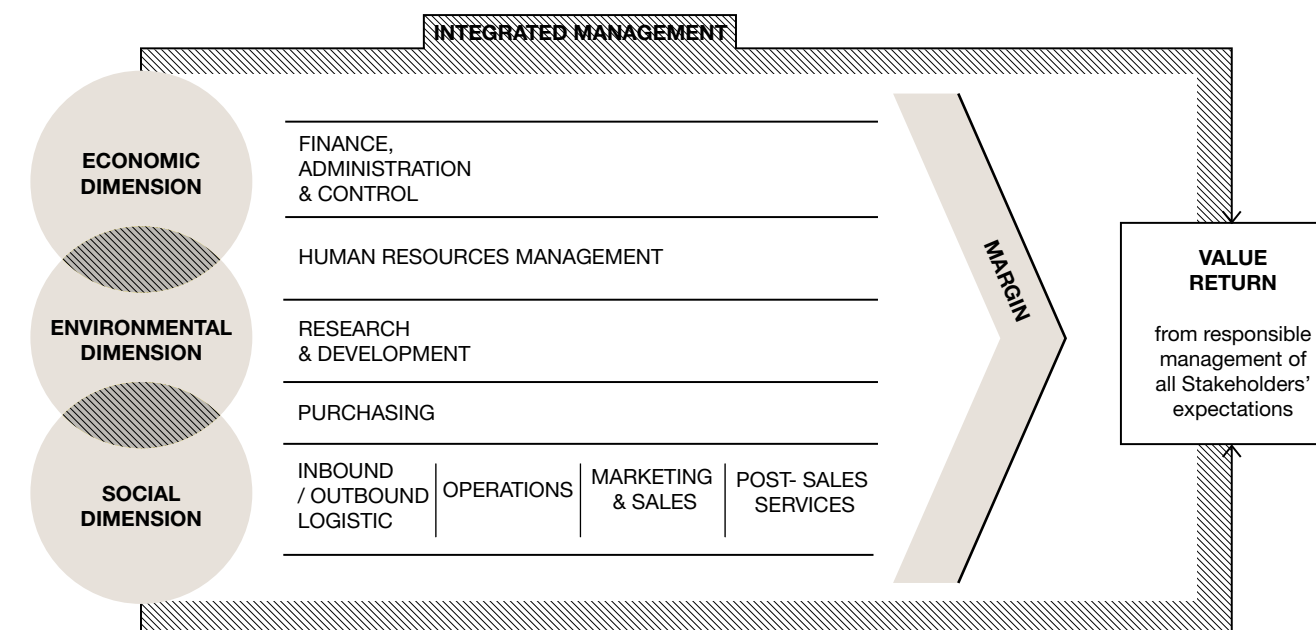 INTEGRATED MANAGEMENT
ECONOMIC
DIMENSION
ENVIRONMENTAL
DIMENSION
SOCIAL
DIMENSION
FINANCE,
ADMINISTRATION
& CONTROL
HUMAN RESOURCES MANAGEMENT
RESEARCH
& DEVELOPMENT
PURCHASING
INBOUND
/ OUTBOUND
LOGISTIC
OPERATIONS
MARKETING
& SALES
POST- SALES
SERVICES
MARGIN
VALUE
RETURN
from responsible
management of
all Stakeholders’
expectations